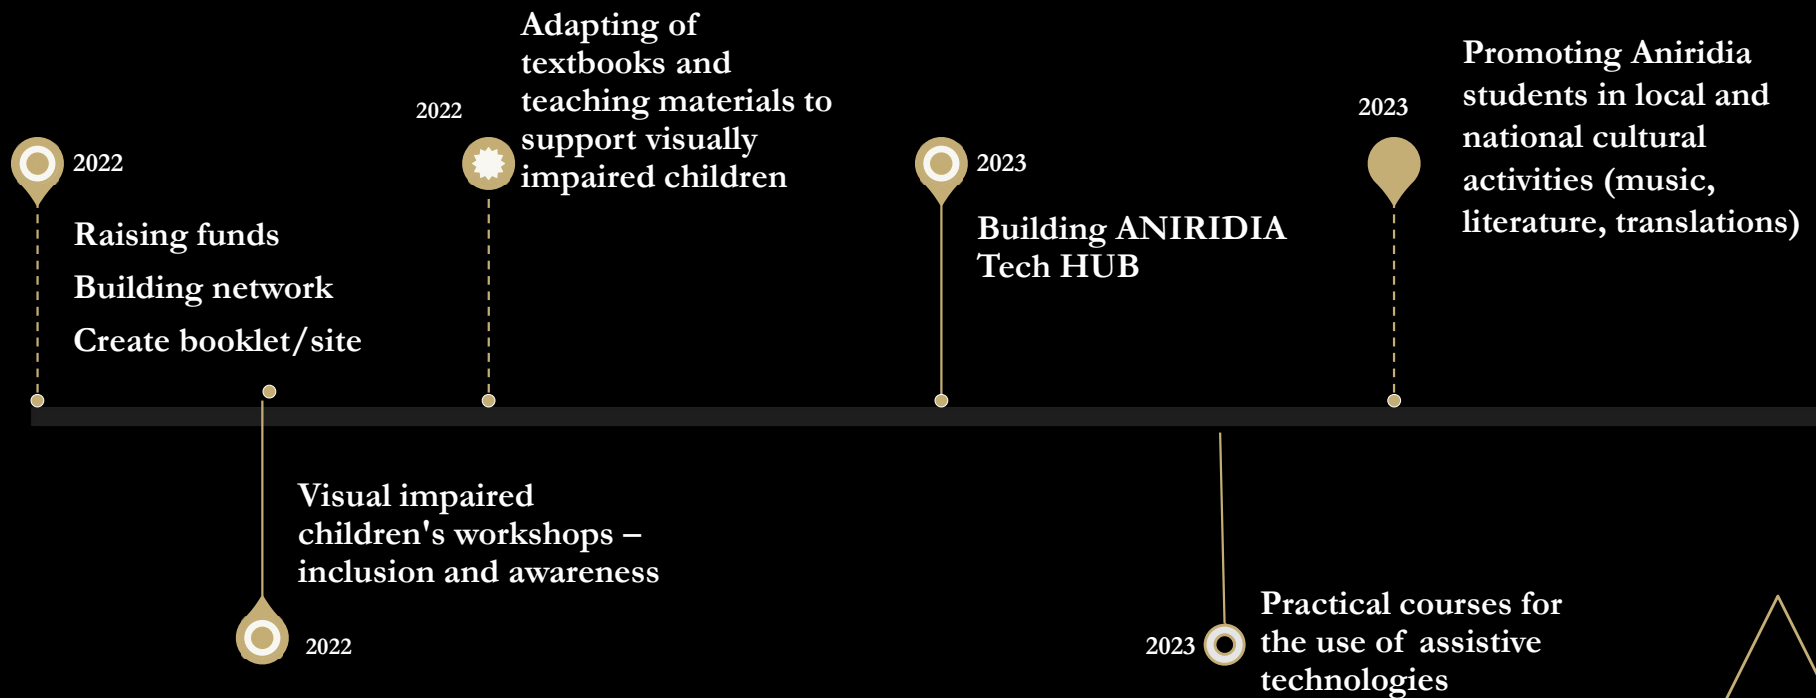 2022
Raising funds
Building network
Create booklet/site
2022
Adapting of
textbooks and
teaching materials to
support visually
impaired children
2023
Building ANIRIDIA
Tech HUB
2023
Promoting Aniridia
students in local and
national cultural
activities (music,
literature, translations)
Visual impaired
children's workshops –
inclusion and awareness
2022
2023
Practical courses for
the use of assistive
technologies